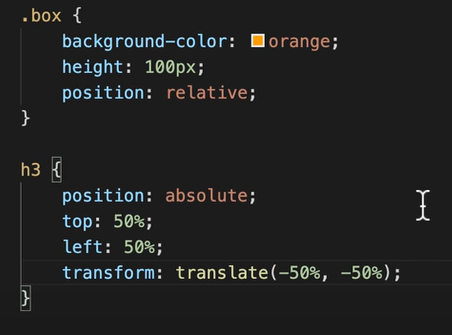 .box {
    background-color: orange;
    height: 100px;
    position: relative;
}
h3 {
    position: absolute;
    top: 50%;
    left: 50%;
    transform: translate(-50%, -50%);
}